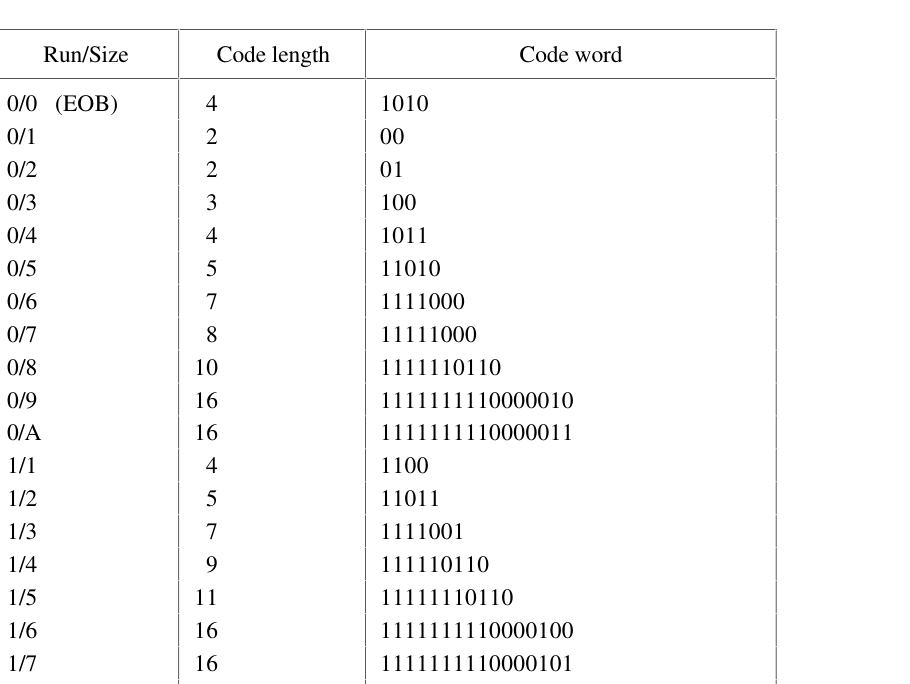 Run/Size Code length Code word
0/0 (EOB) 4 1010
0/1 2 00
0/2 2 01
0/3 3 100
0/4 4 1011
0/5 5 11010
0/6 7 1111000
0/7 8 11111000
0/8 10 1111110110
0/9 16 1111111110000010
0/A 16 1111111110000011
1/1 4 1100
1/2 5 11011
1/3 7 1111001
1/4 9 111110110
1/5 11 11111110110
1/6 16 1111111110000100
1/7 16 1111111110000101